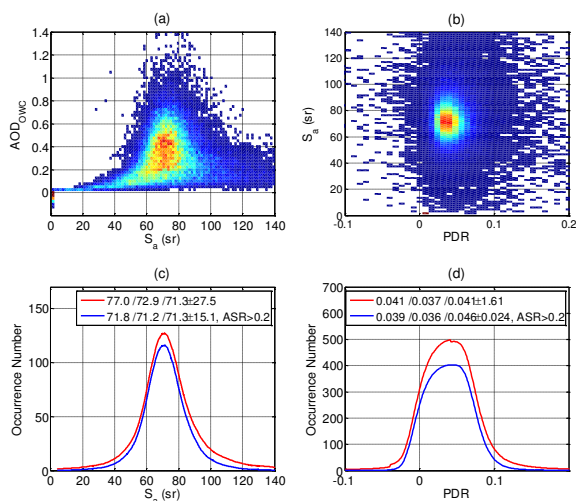 (a)
1.4
1.2
1
0.8
0.6
0.4
0.2
0
AOD_OWC
0 20 40 60 80 100 120 140
S_a (sr)
(b)
140
120
100
80
60
40
20
0
S_a (sr)
-0.1 0 0.1 0.2
PDR
(c)
150
100
50
0
Occurrence Number
77.0 /72.9 /71.3±27.5
71.8 /71.2 /71.3±15.1, ASR>0.2
0 20 40 60 80 100 120 140
S_a (sr)
(d)
700
600
500
400
300
200
100
0
Occurrence Number
0.041 /0.037 /0.041±1.61
0.039 /0.036 /0.046±0.024, ASR>0.2
-0.1 0 0.1 0.2
PDR